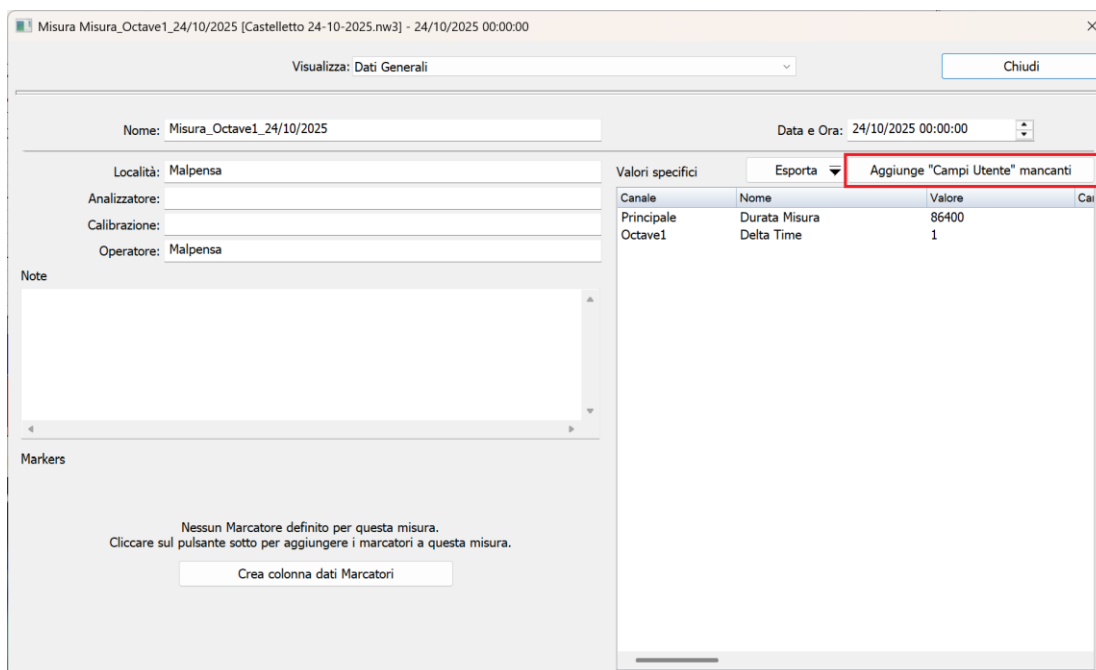 Misura Misura_Octave1_24/10/2025 [Castelletto 24-10-2025.nw3] - 24/10/2025 00:00:00
Visualizza: Dati Generali
Chiudi
Nome: Misura_Octave1_24/10/2025
Data e Ora: 24/10/2025 00:00:00
Località: Malpensa
Analizzatore:
Calibrazione:
Operatore: Malpensa
Note
Markers
Nessun Marcatore definito per questa misura.
Cliccare sul pulsante sotto per aggiungere i marcatori a questa misura.
Crea colonna dati Marcatori
Valori specifici
Esporta
Aggiunge "Campi Utente" mancanti
Canale Nome Valore
Principale Durata Misura 86400
Octave1 Delta Time 1